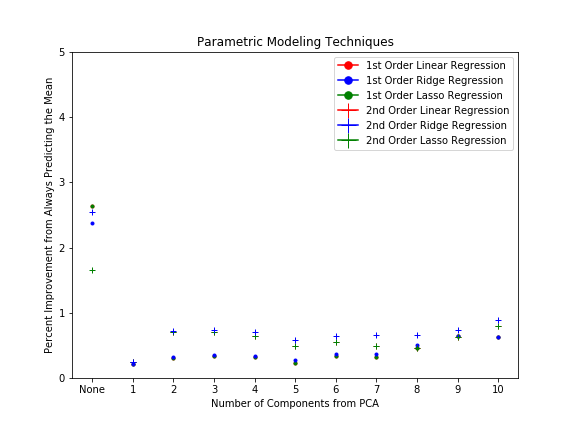 Parametric Modeling Techniques
Percent Improvement from Always Predicting the Mean
5
4
3
2
1
0
1st Order Linear Regression
1st Order Ridge Regression
1st Order Lasso Regression
2nd Order Linear Regression
2nd Order Ridge Regression
2nd Order Lasso Regression
None 1 2 3 4 5 6 7 8 9 10
Number of Components from PCA